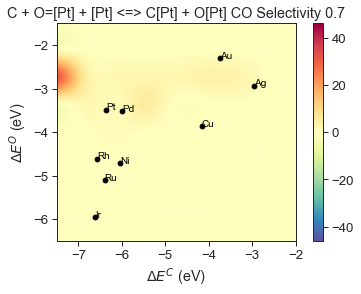 C + O=[Pt] + [Pt] <=> C[Pt] + O[Pt] CO Selectivity 0.7
−2
−3
−4
−5
−6
ΔE^O (eV)
Au
Ag
Pt
Pd
Cu
Rh
Ni
Ru
Ir
−7
−6
−5
−4
−3
−2
ΔE^C (eV)
40
20
0
−20
−40